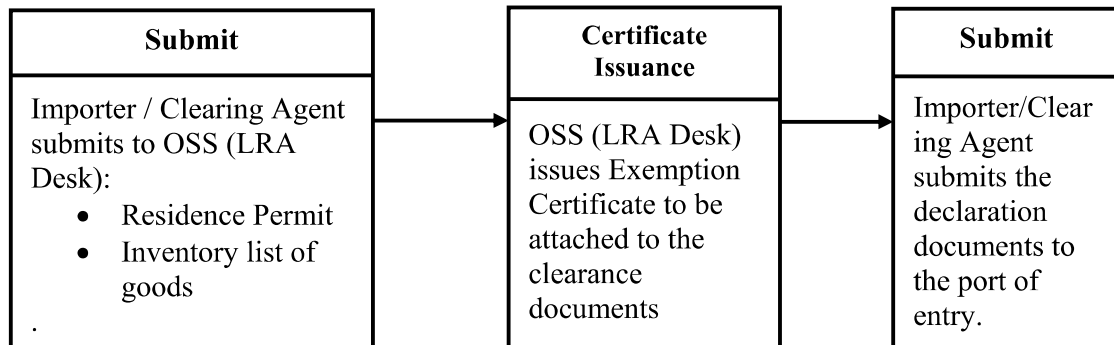 Submit
Importer / Clearing Agent
submits to OSS (LRA
Desk):
• Residence Permit
• Inventory list of
goods
.
Certificate
Issuance
OSS (LRA Desk)
issues Exemption
Certificate to be
attached to the
clearance
documents
Submit
Importer/Clear
ing Agent
submits the
declaration
documents to
the port of
entry.